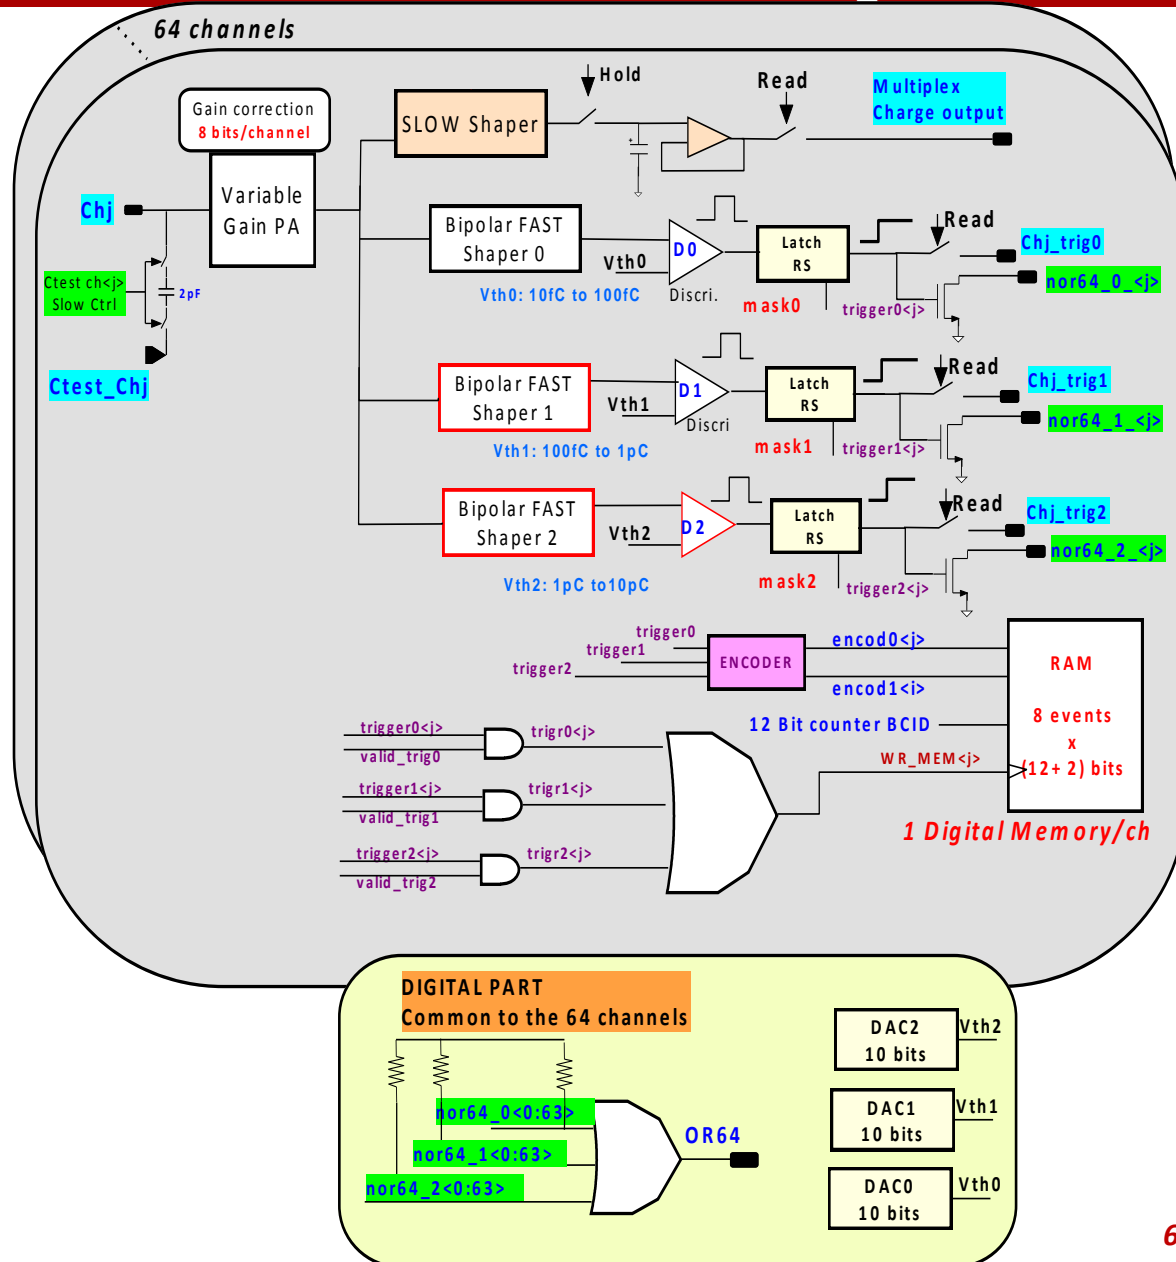 64 channels
Hold
Read
Multiplex
Charge output
Gain correction
8 bits/channel
SLOW Shaper
Variable
Gain PA
Chj
Ctest ch<j>
Slow Ctrl
2pF
Ctest_Chj
Bipolar FAST
Shaper 0
Vth0
D0
Discri.
Latch
RS
Read
Chj_trig0
nor64_0_<j>
Vth0: 10fC to 100fC
mask0
trigger0<j>
Bipolar FAST
Shaper 1
Vth1
D1
Discri
Latch
RS
Read
Chj_trig1
nor64_1_<j>
Vth1: 100fC to 1pC
mask1
trigger1<j>
Bipolar FAST
Shaper 2
Vth2
D2
Latch
RS
Read
Chj_trig2
nor64_2_<j>
Vth2: 1pC to10pC
mask2
trigger2<j>
trigger0
trigger1
trigger2
ENCODER
encod0<j>
encod1<i>
12 Bit counter BCID
WR_MEM<j>
RAM
8 events
x
(12+ 2) bits
1 Digital Memory/ch
trigger0<j>
valid_trig0
trigr0<j>
trigger1<j>
valid_trig1
trigr1<j>
trigger2<j>
valid_trig2
trigr2<j>
DIGITAL PART
Common to the 64 channels
nor64_0<0:63>
nor64_1<0:63>
nor64_2<0:63>
OR64
DAC2
10 bits
Vth2
DAC1
10 bits
Vth1
DAC0
10 bits
Vth0
6